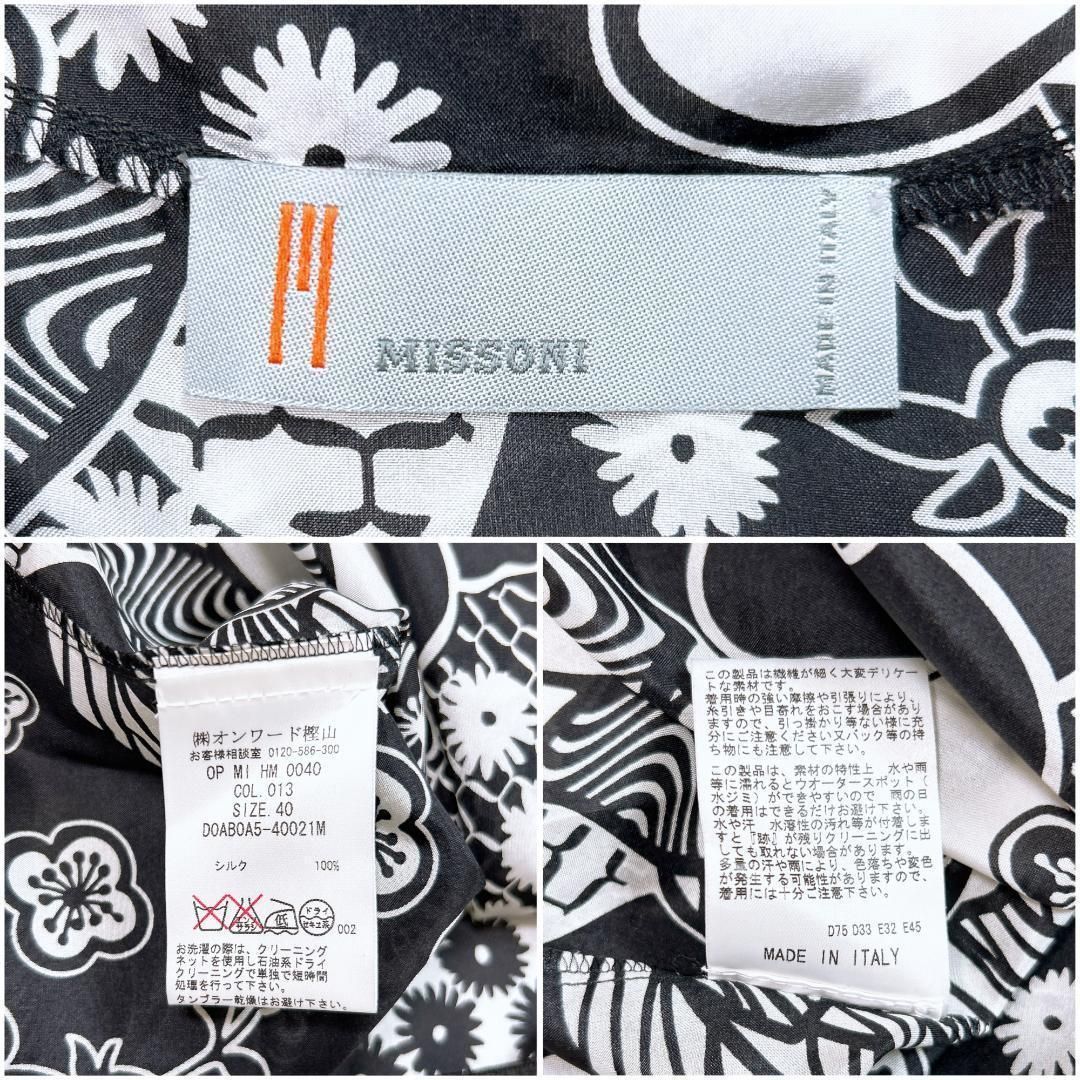 M
MISSONI
MADE IN ITALY
㈱オンワード樫山
お客様相談室 0120-586-300
OP MI HM 0040
COL.013
SIZE.40
D0AB0A5-40021M
シルク 100%
エンソ サラシ 低 ドライ セキユ系 002
お洗濯の際は、クリーニング
ネットを使用し石油系ドライ
クリーニングで単独で短時間
処理を行って下さい。
タンブラー乾燥はお避け下さい。
この製品は繊維が細く大変デリケー
トな素材です。
着用時の強い摩擦や引張りにより、
糸引きや目寄れをおこす場合があり
ますので、引っ掛かり等ない様に充
分にご注意ください又バック等の持
ち物にも注意して下さい。
この製品は、素材の特性上、水や雨
等に濡れるとウオータースポット（
水ジミ）ができやすいので 雨の日
の着用はできるだけお避け下さい。
水や汗 水溶性の汚れ等が付着しま
すと『跡』が残りクリーニングに出
しても取れない場合があります。
多量の汗や雨により、色落ちや変色
が発生する可能性がありますので、
着用には十分ご注意下さい。
D75 D33 E32 E45
MADE IN ITALY